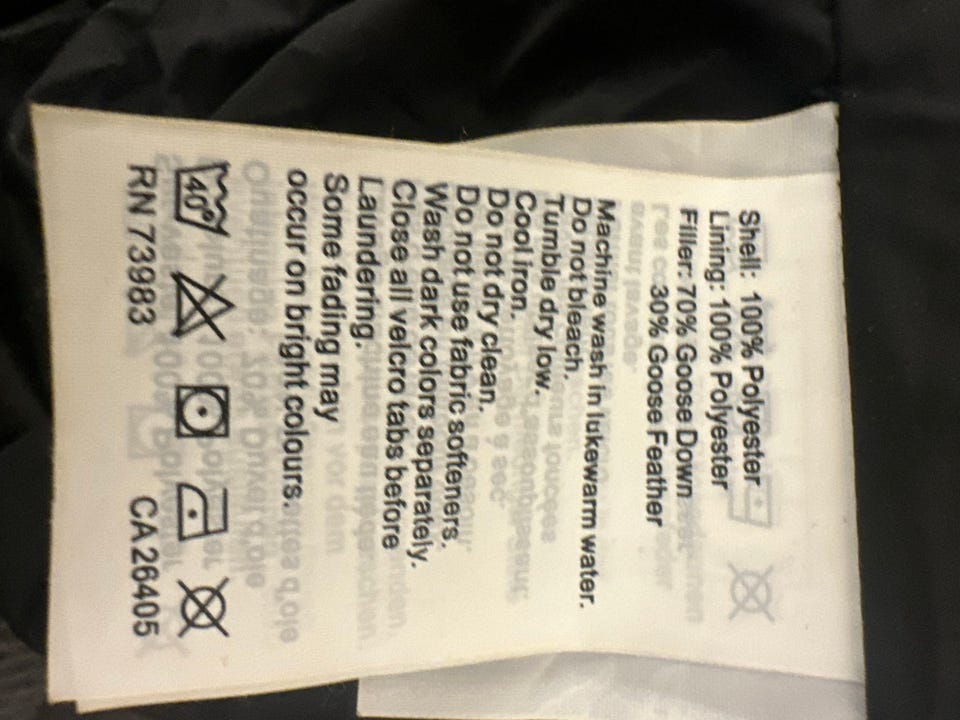 Shell: 100% Polyester
Lining: 100% Polyester
Filler: 70% Goose Down
30% Goose Feather
Machine wash in lukewarm water.
Do not bleach.
Tumble dry low.
Cool iron.
Do not dry clean.
Do not use fabric softeners.
Wash dark colors separately.
Close all velcro tabs before
Laundering.
Some fading may
occur on bright colours.
40°
RN 73983 CA 26405